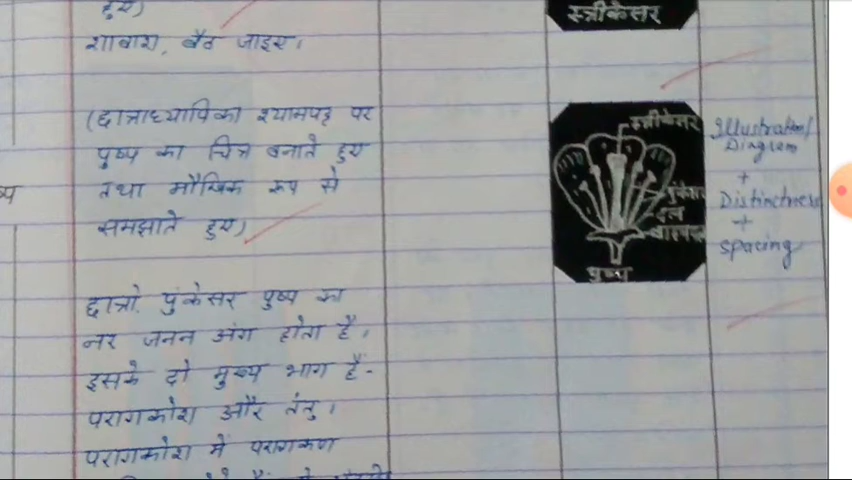 हुए)
शाबाश, बैठ जाइए।
(छात्राध्यापिका श्यामपट्ट पर
पुष्प का चित्र बनाते हुए
तथा मौखिक रूप से
समझाते हुए)
छात्रों, पुंकेसर पुष्प का
नर जनन अंग होता है,
इसके दो मुख्य भाग हैं-
परागकोश और तंतु।
परागकोश में परागकण
स्त्रीकेसर
स्त्रीकेसर
पुंकेसर
दल
बाह्यदल
पुष्प
Illustration/
Diagram
+
Distinctness
+
Spacing